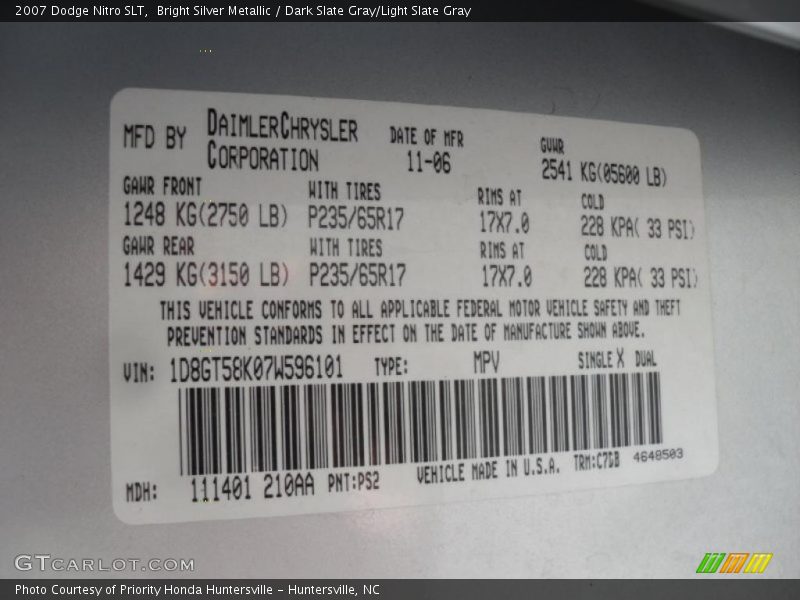 2007 Dodge Nitro SLT,  Bright Silver Metallic / Dark Slate Gray/Light Slate Gray
MFD BY DAIMLERCHRYSLER CORPORATION DATE OF MFR 11-06 GVWR 2541 KG(05600 LB)
GAWR FRONT WITH TIRES RIMS AT COLD
1248 KG(2750 LB) P235/65R17 17X7.0 228 KPA( 33 PSI)
GAWR REAR WITH TIRES RIMS AT COLD
1429 KG(3150 LB) P235/65R17 17X7.0 228 KPA( 33 PSI)
THIS VEHICLE CONFORMS TO ALL APPLICABLE FEDERAL MOTOR VEHICLE SAFETY AND THEFT
PREVENTION STANDARDS IN EFFECT ON THE DATE OF MANUFACTURE SHOWN ABOVE.
VIN: 1D8GT58K07W596101 TYPE: MPV SINGLE X DUAL
MDH: 111401 210AA PNT:PS2 VEHICLE MADE IN U.S.A. TRM:C7DB 4648503
GTCARLOT.COM
Photo Courtesy of Priority Honda Huntersville – Huntersville, NC